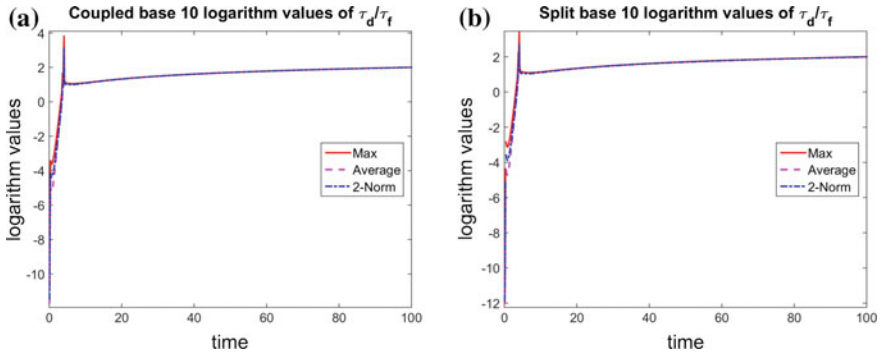 (a)
Coupled base 10 logarithm values of τd/τf
logarithm values
4
2
0
-2
-4
-6
-8
-10
Max
Average
2-Norm
0
20
40
60
80
100
time
(b)
Split base 10 logarithm values of τd/τf
logarithm values
2
0
-2
-4
-6
-8
-10
-12
Max
Average
2-Norm
0
20
40
60
80
100
time